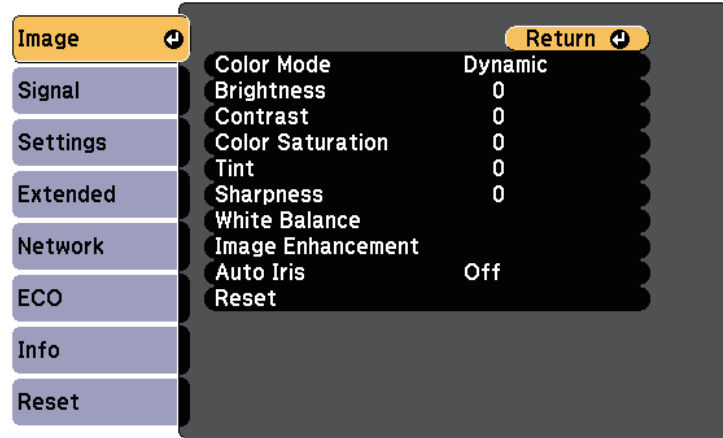 Image
Signal
Settings
Extended
Network
ECO
Info
Reset
Return
Color Mode Dynamic
Brightness 0
Contrast 0
Color Saturation 0
Tint 0
Sharpness 0
White Balance
Image Enhancement
Auto Iris Off
Reset